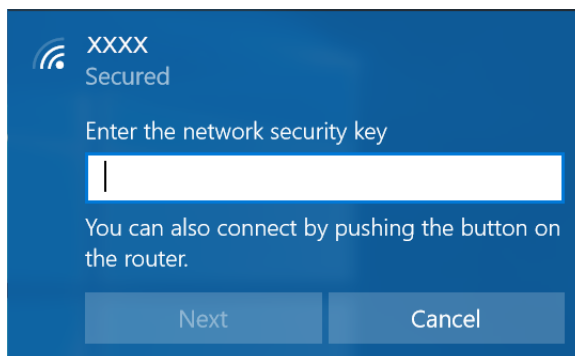 XXXX
Secured
Enter the network security key
You can also connect by pushing the button on
the router.
Next
Cancel